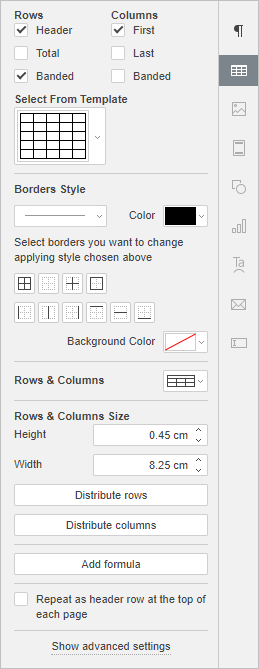 Rows Columns
Header First
Total Last
Banded Banded
Select From Template
Borders Style
Color
Select borders you want to change
applying style chosen above
Background Color
Rows & Columns
Rows & Columns Size
Height 0.45 cm
Width 8.25 cm
Distribute rows
Distribute columns
Add formula
Repeat as header row at the top of
each page
Show advanced settings
Ta